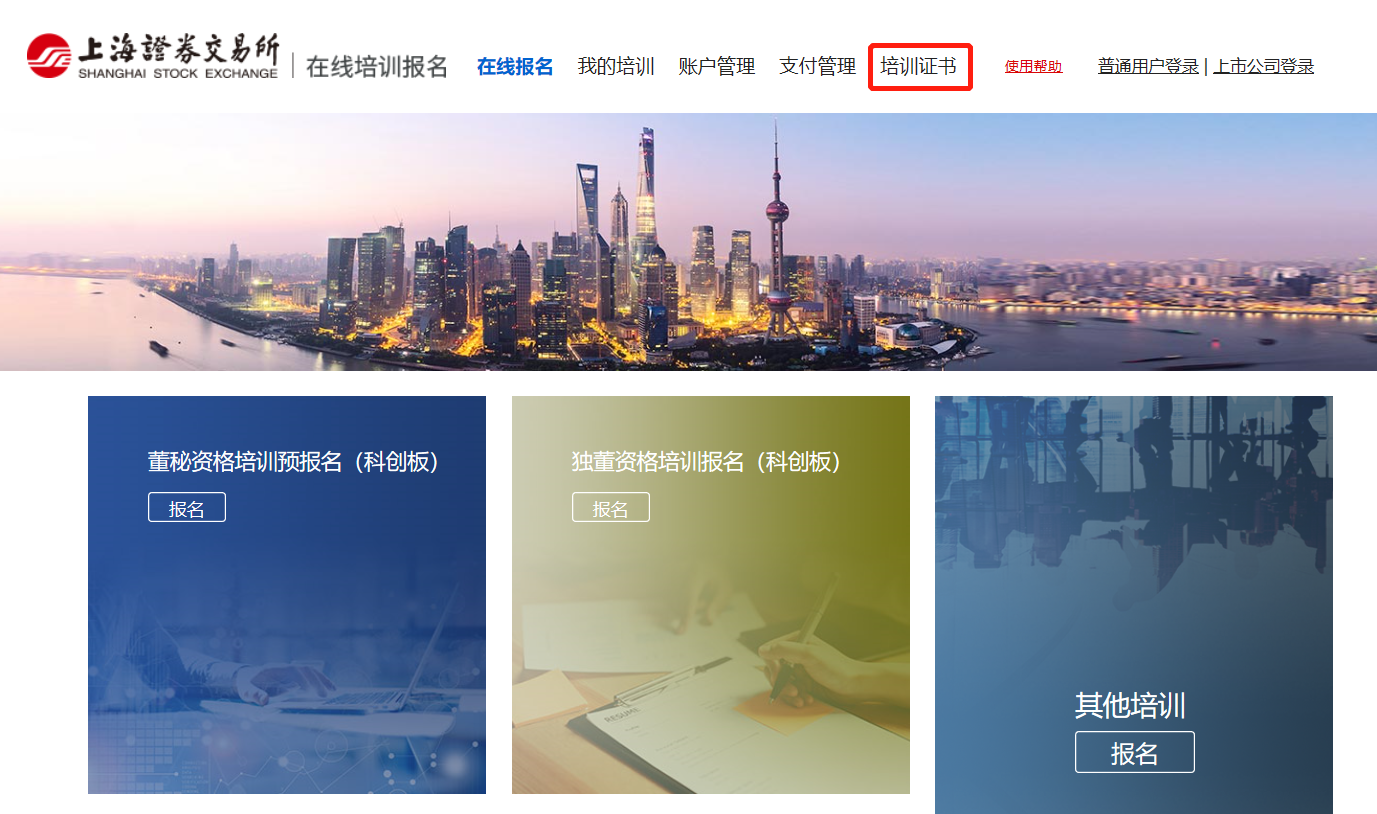 上海證券交易所
SHANGHAI STOCK EXCHANGE
在线培训报名
在线报名 我的培训 账户管理 支付管理 培训证书 使用帮助 普通用户登录 | 上市公司登录
董秘资格培训预报名（科创板）
报名
独董资格培训报名（科创板）
报名
RESUME
其他培训
报名